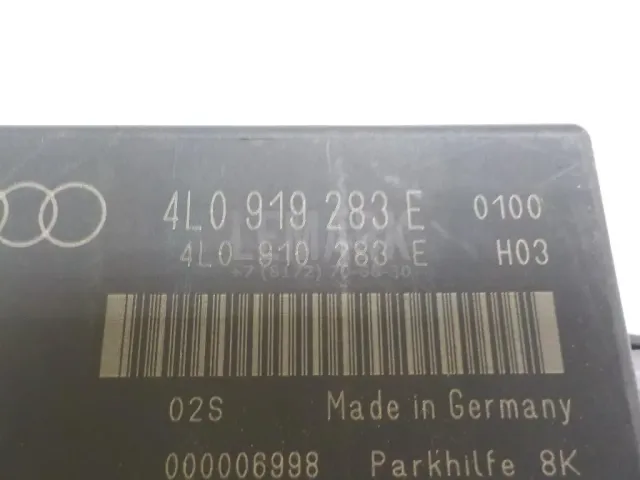 4L0 919 283 E 0100
4L0 910 283 E H03
02S Made in Germany
000006998 Parkhilfe 8K